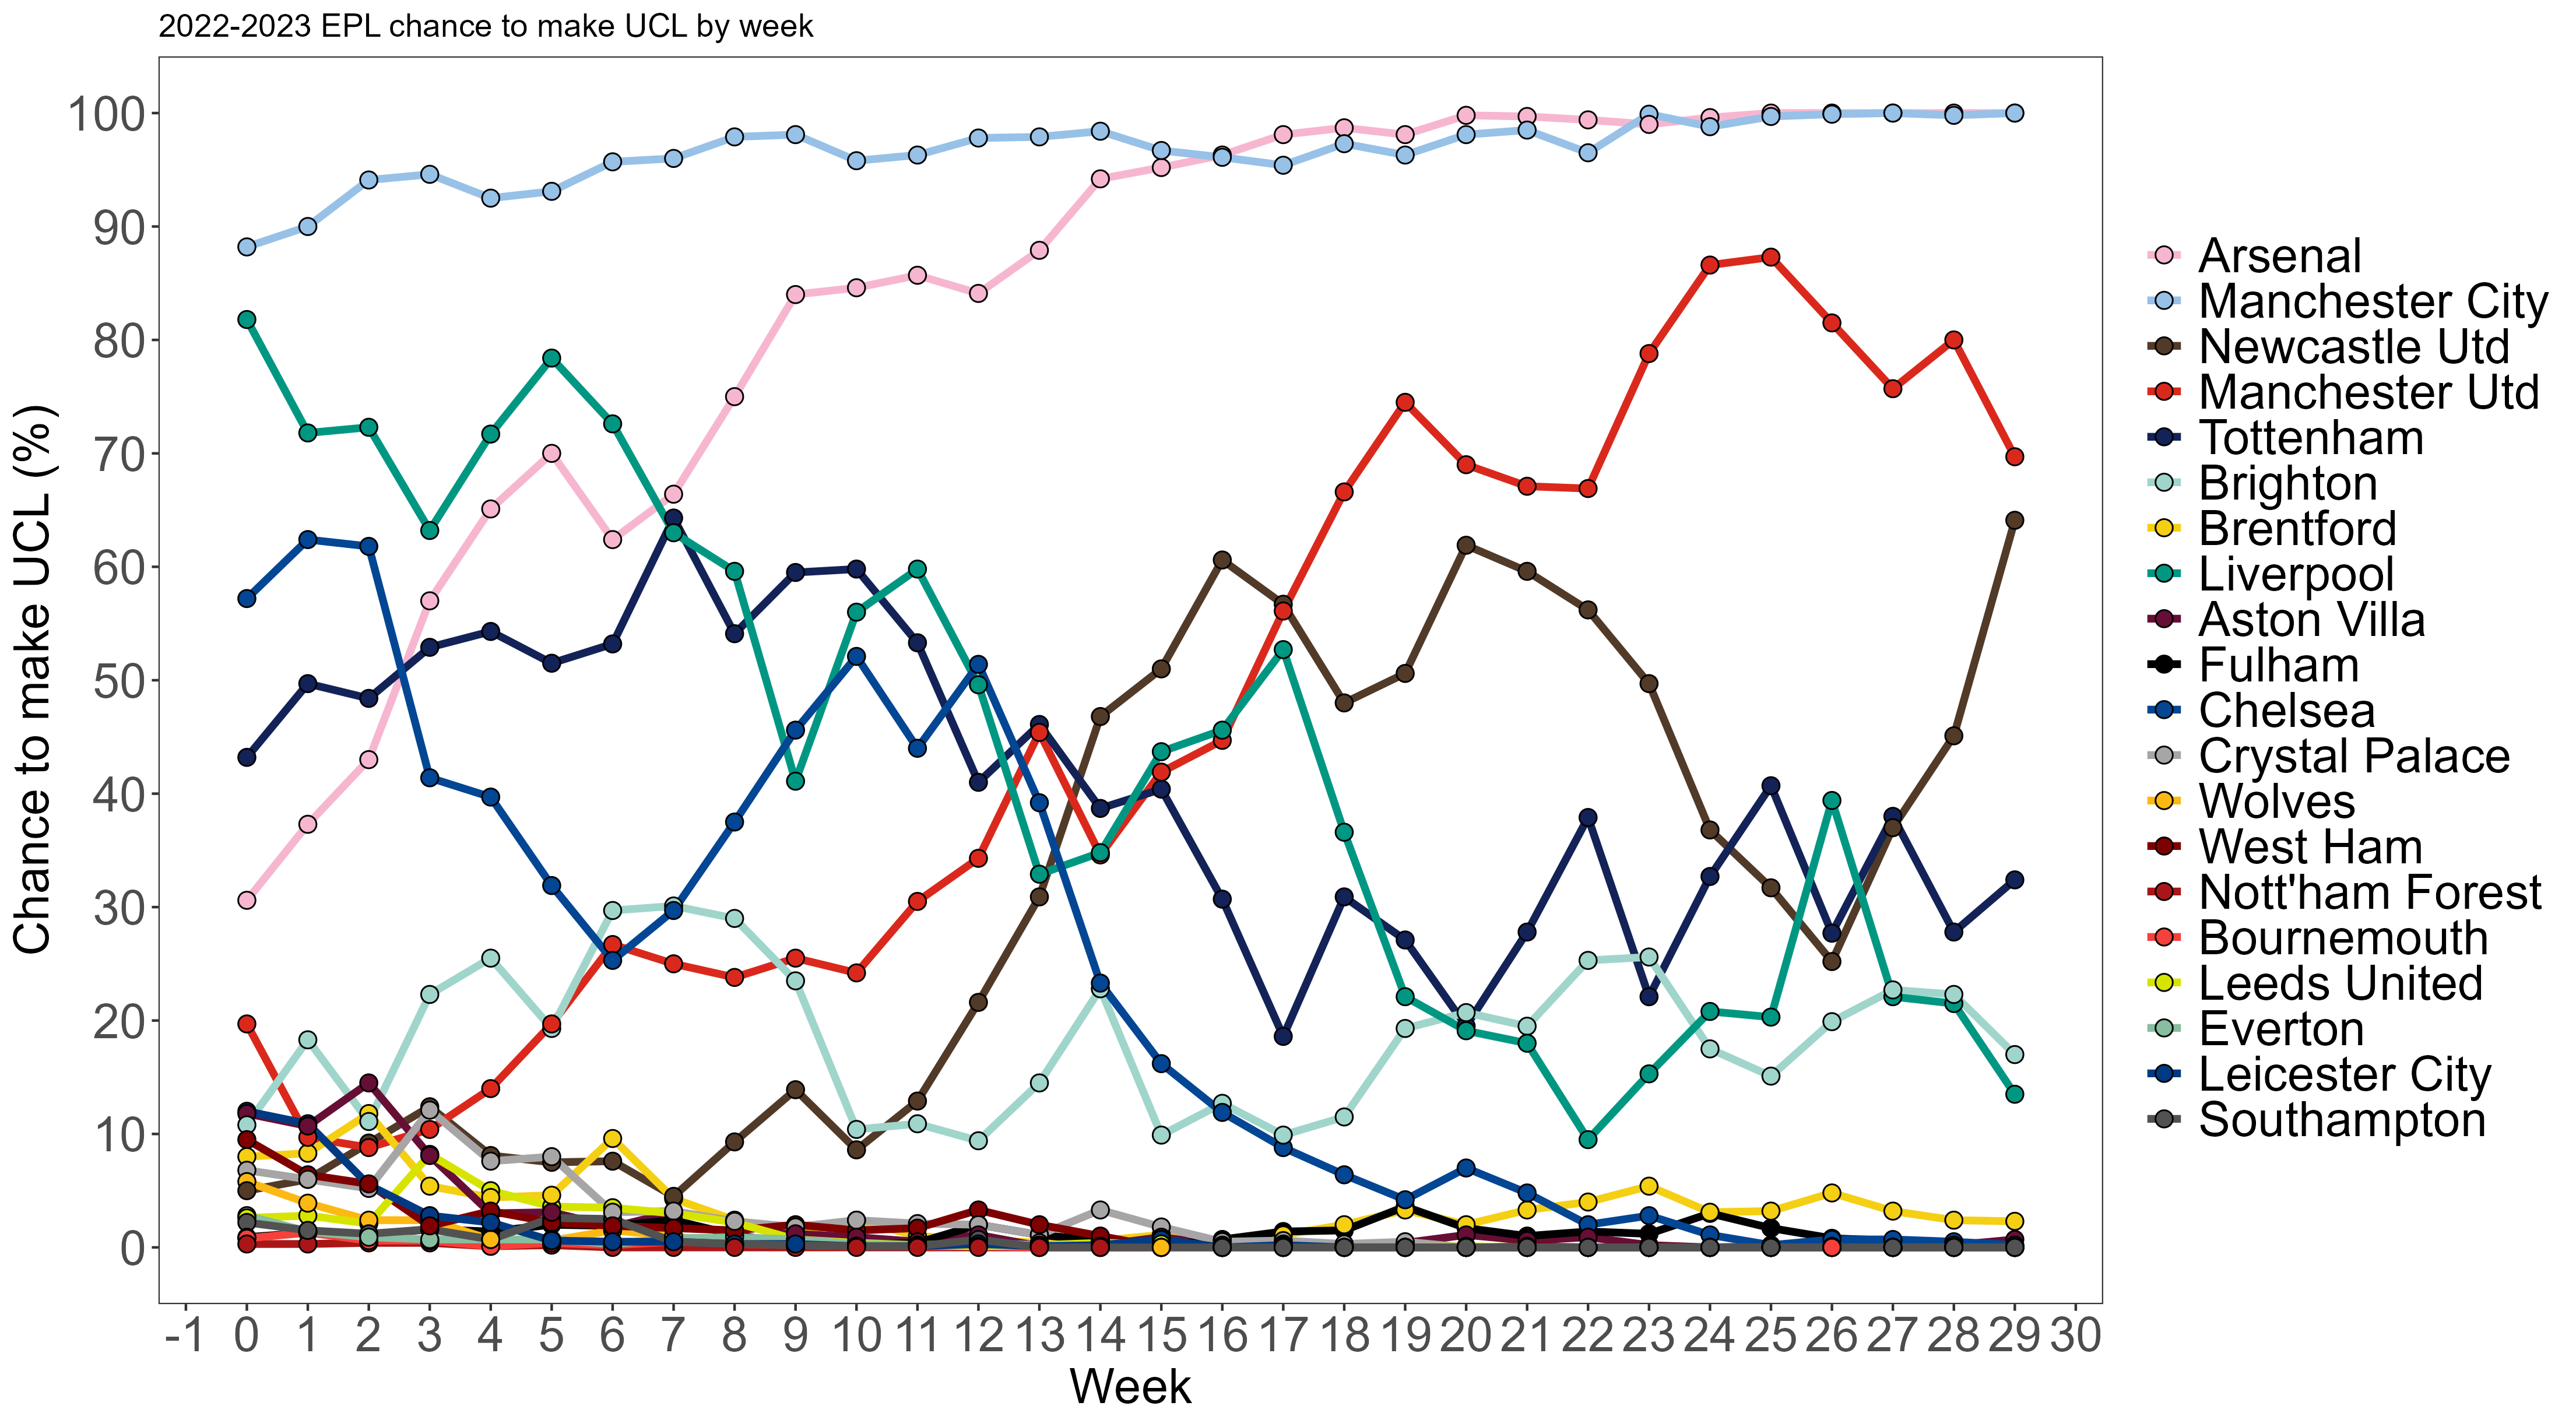 2022-2023 EPL chance to make UCL by week
Chance to make UCL (%)
100
90
80
70
60
50
40
30
20
10
0
-1 0 1 2 3 4 5 6 7 8 9 10 11 12 13 14 15 16 17 18 19 20 21 22 23 24 25 26 27 28 29 30
Week
Arsenal
Manchester City
Newcastle Utd
Manchester Utd
Tottenham
Brighton
Brentford
Liverpool
Aston Villa
Fulham
Chelsea
Crystal Palace
Wolves
West Ham
Nott'ham Forest
Bournemouth
Leeds United
Everton
Leicester City
Southampton